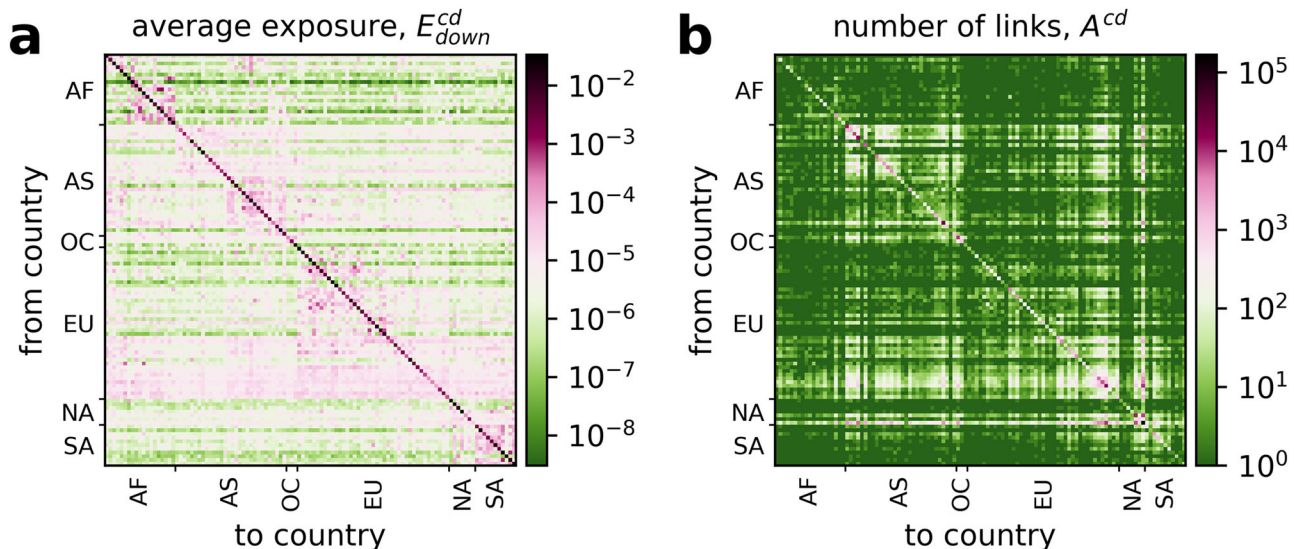 a
average exposure, E^{cd}_{down}
from country
AF
AS
OC
EU
NA
SA
AF
AS
OC
EU
NA
SA
to country
10^{-2}
10^{-3}
10^{-4}
10^{-5}
10^{-6}
10^{-7}
10^{-8}
b
number of links, A^{cd}
from country
AF
AS
OC
EU
NA
SA
AF
AS
OC
EU
NA
SA
to country
10^{5}
10^{4}
10^{3}
10^{2}
10^{1}
10^{0}